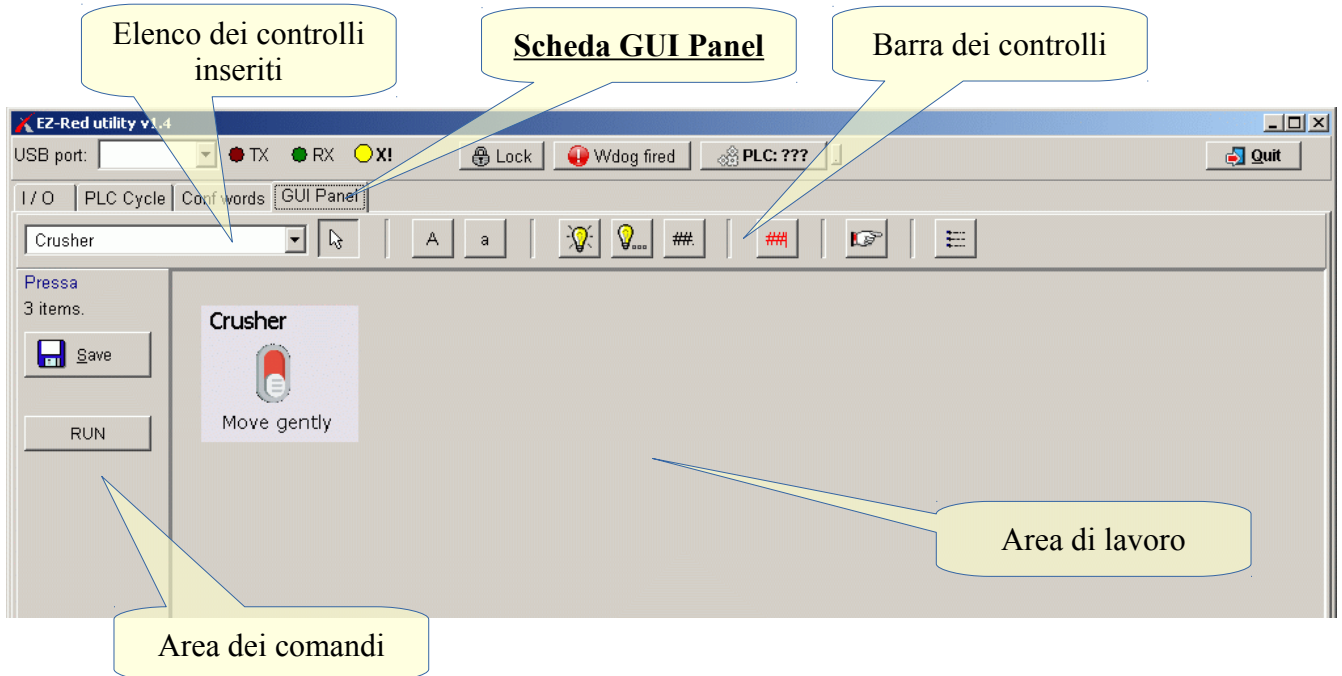 Elenco dei controlli
inseriti
Scheda GUI Panel
Barra dei controlli
EZ-Red utility v1.4
USB port:
TX
RX
X!
Lock
Wdog fired
PLC: ???
Quit
I / O
PLC Cycle
Conf words
GUI Panel
Crusher
A
a
##.
##
Pressa
3 items.
Save
RUN
Crusher
Move gently
Area di lavoro
Area dei comandi